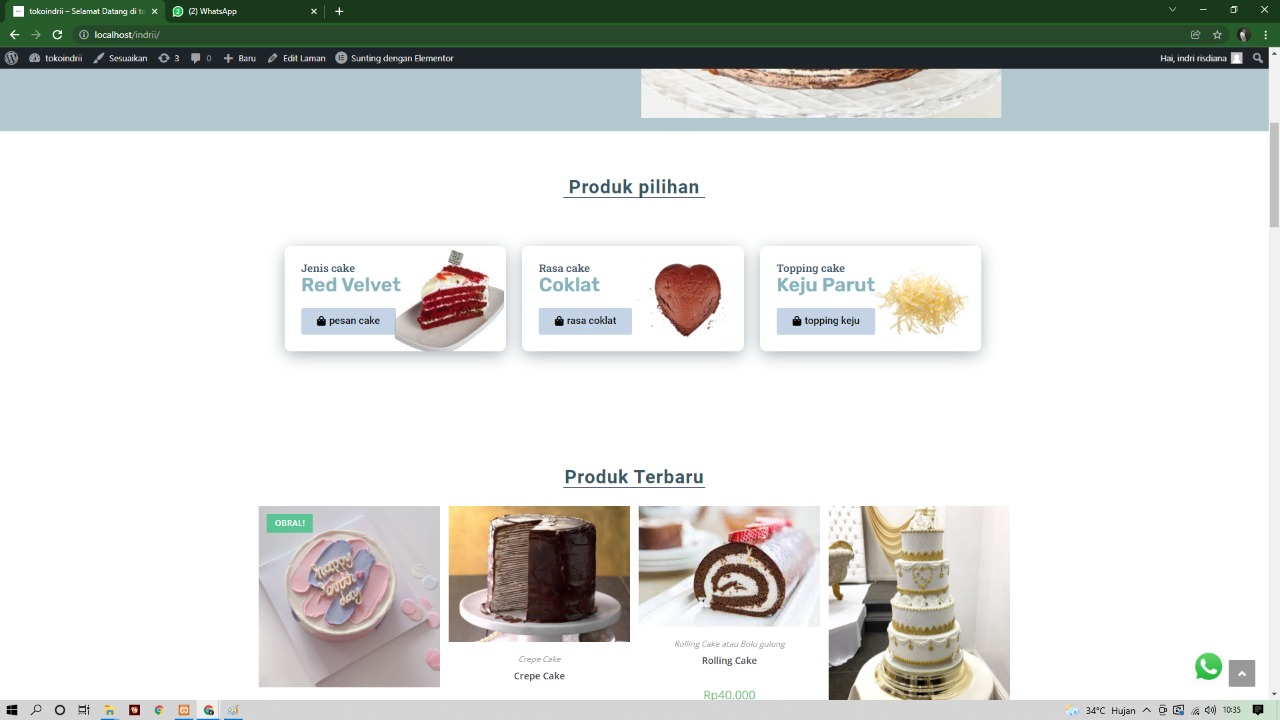 tokoindrii – Selamat Datang di to
(2) WhatsApp
localhost/indrii/
tokoindrii Sesuaikan 3 0 Baru Edit Laman Sunting dengan Elementor Hai, indri risdiana
Produk pilihan
Jenis cake
Red Velvet
pesan cake
Rasa cake
Coklat
rasa coklat
Topping cake
Keju Parut
topping keju
Produk Terbaru
OBRAL!
happy
birth
day
Crepe Cake
Crepe Cake
Rolling Cake atau Bolu gulung
Rolling Cake
Rp40.000
34°C Hujan 10:35